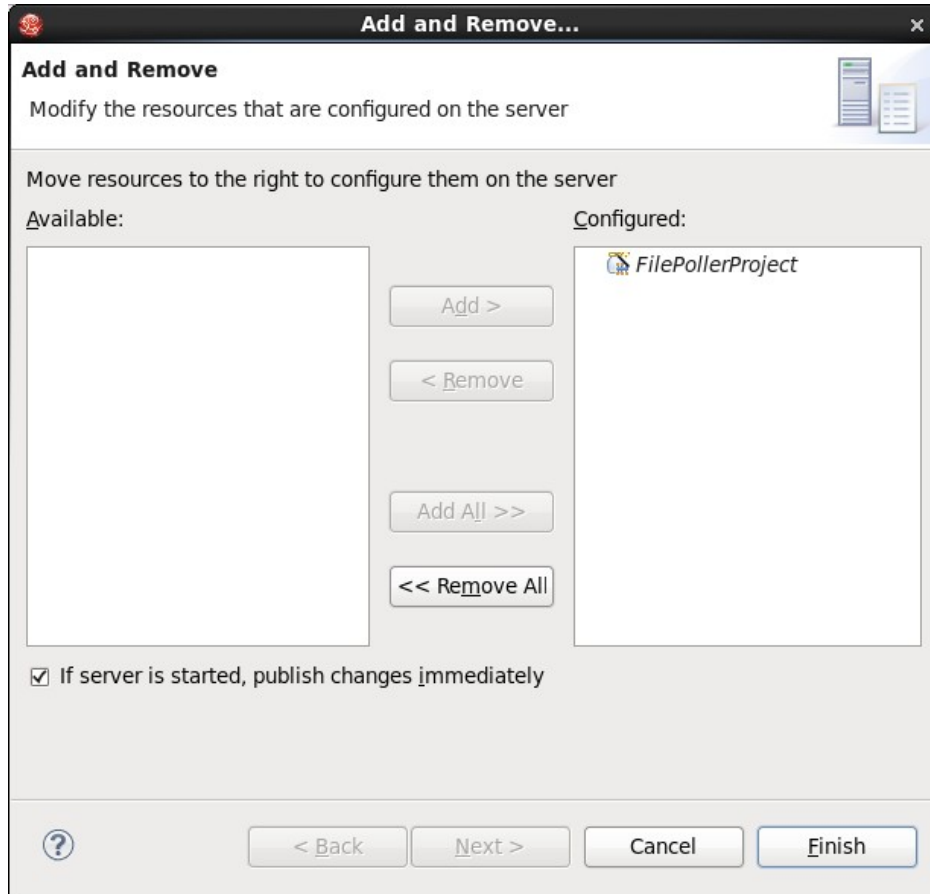 Add and Remove...
Add and Remove
Modify the resources that are configured on the server
Move resources to the right to configure them on the server
Available:
Configured:
FilePollerProject
Add >
< Remove
Add All >>
<< Remove All
If server is started, publish changes immediately
< Back
Next >
Cancel
Finish